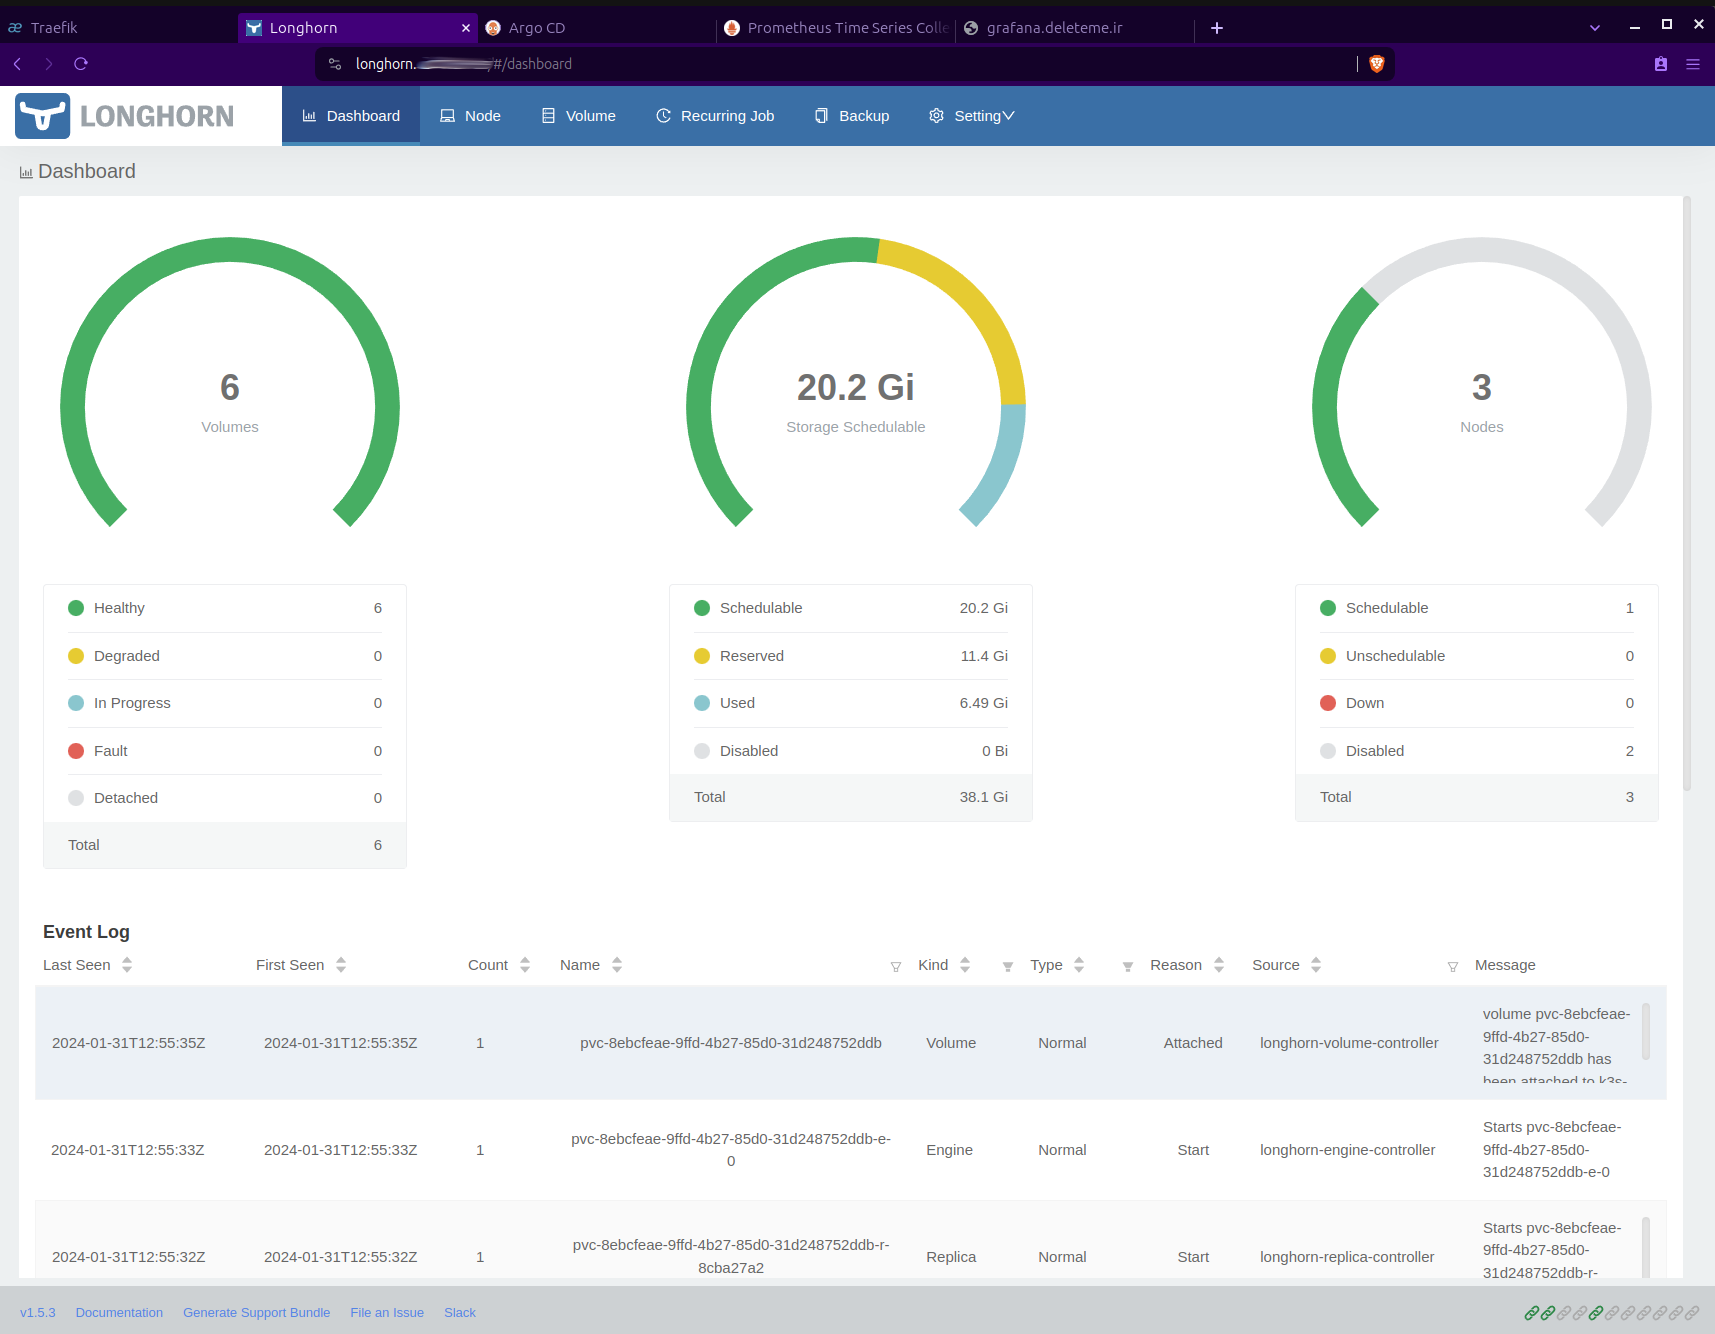 Traefik
Longhorn
Argo CD
Prometheus Time Series Colle
grafana.deleteme.ir
longhorn. /#/dashboard
LONGHORN
Dashboard
Node
Volume
Recurring Job
Backup
Setting
Dashboard
6
Volumes
20.2 Gi
Storage Schedulable
3
Nodes
Healthy 6
Degraded 0
In Progress 0
Fault 0
Detached 0
Total 6
Schedulable 20.2 Gi
Reserved 11.4 Gi
Used 6.49 Gi
Disabled 0 Bi
Total 38.1 Gi
Schedulable 1
Unschedulable 0
Down 0
Disabled 2
Total 3
Event Log
Last Seen First Seen Count Name Kind Type Reason Source Message
2024-01-31T12:55:35Z 2024-01-31T12:55:35Z 1 pvc-8ebcfeae-9ffd-4b27-85d0-31d248752ddb Volume Normal Attached longhorn-volume-controller
volume pvc-8ebcfeae-
9ffd-4b27-85d0-
31d248752ddb has
been attached to k3s-
2024-01-31T12:55:33Z 2024-01-31T12:55:33Z 1
pvc-8ebcfeae-9ffd-4b27-85d0-31d248752ddb-e-
0
Engine Normal Start longhorn-engine-controller
Starts pvc-8ebcfeae-
9ffd-4b27-85d0-
31d248752ddb-e-0
2024-01-31T12:55:32Z 2024-01-31T12:55:32Z 1
pvc-8ebcfeae-9ffd-4b27-85d0-31d248752ddb-r-
8cba27a2
Replica Normal Start longhorn-replica-controller
Starts pvc-8ebcfeae-
9ffd-4b27-85d0-
31d248752ddb-r-
v1.5.3 Documentation Generate Support Bundle File an Issue Slack